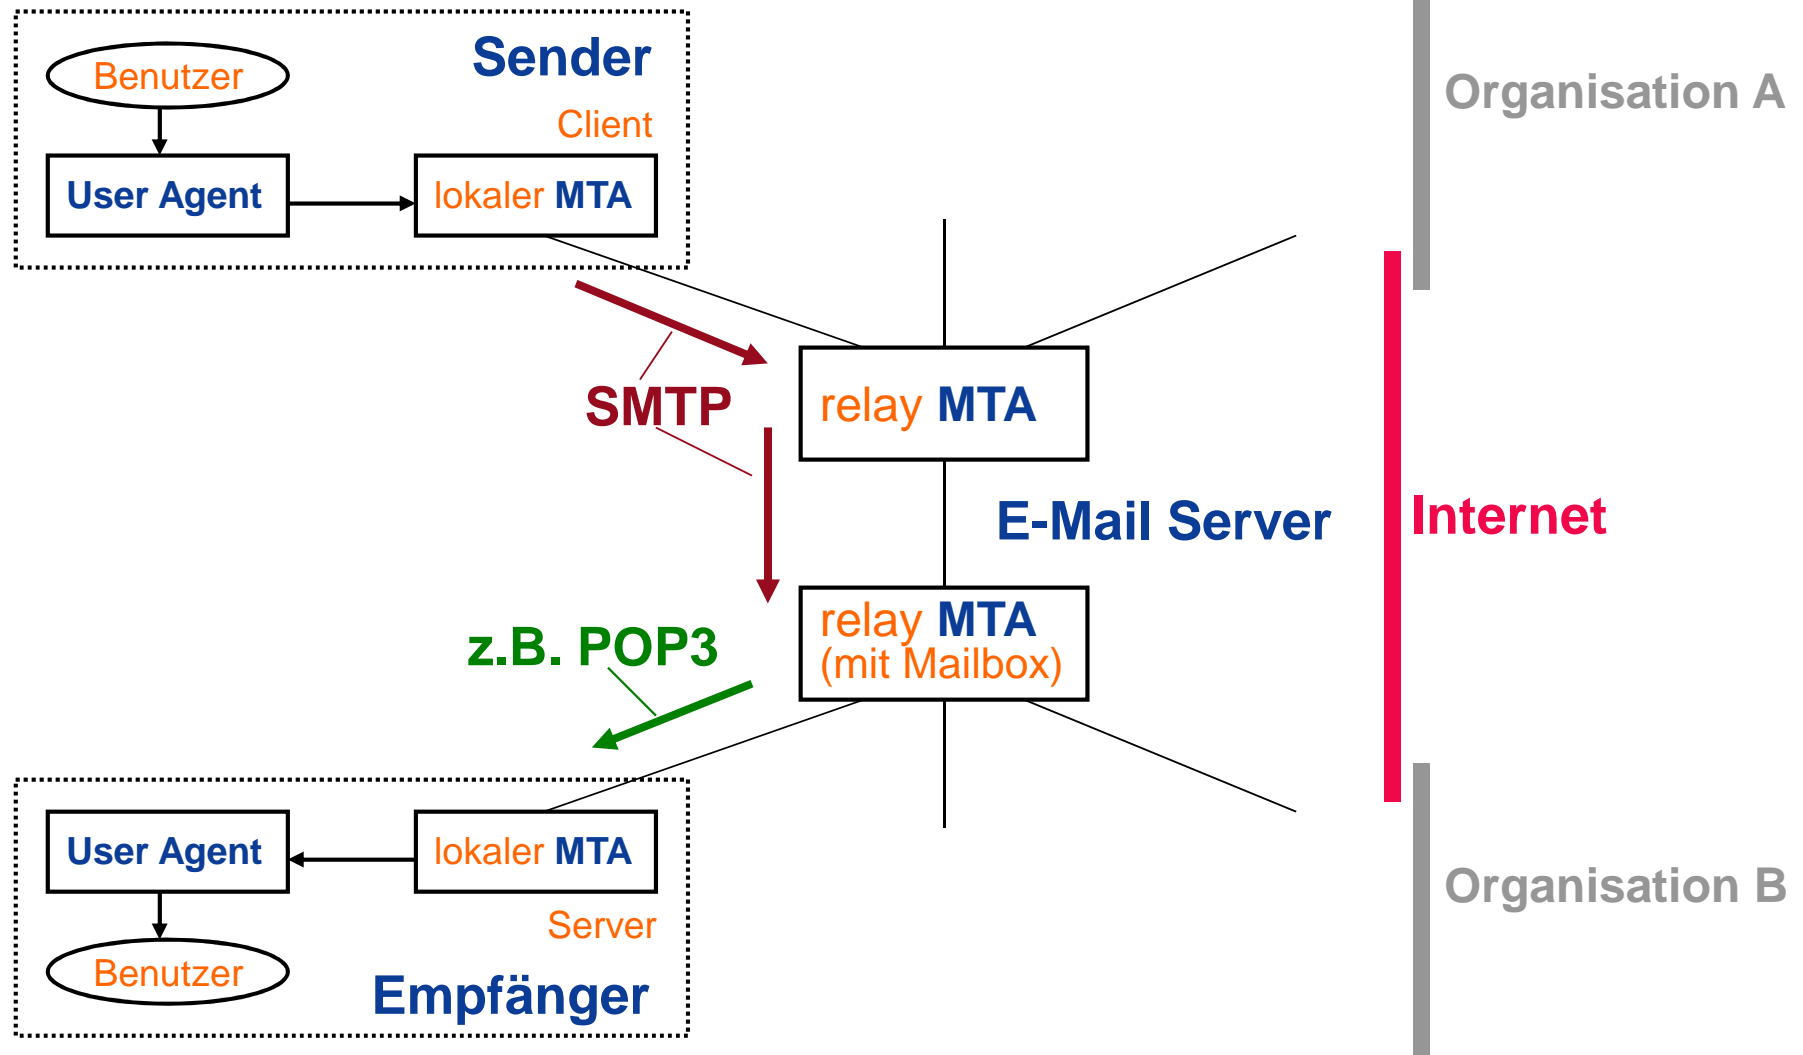 Sender
Benutzer
Organisation A
Client
User Agent
lokaler MTA
SMTP
relay MTA
E-Mail Server
Internet
relay MTA
(mit Mailbox)
z.B. POP3
User Agent
lokaler MTA
Organisation B
Server
Benutzer
Empfänger